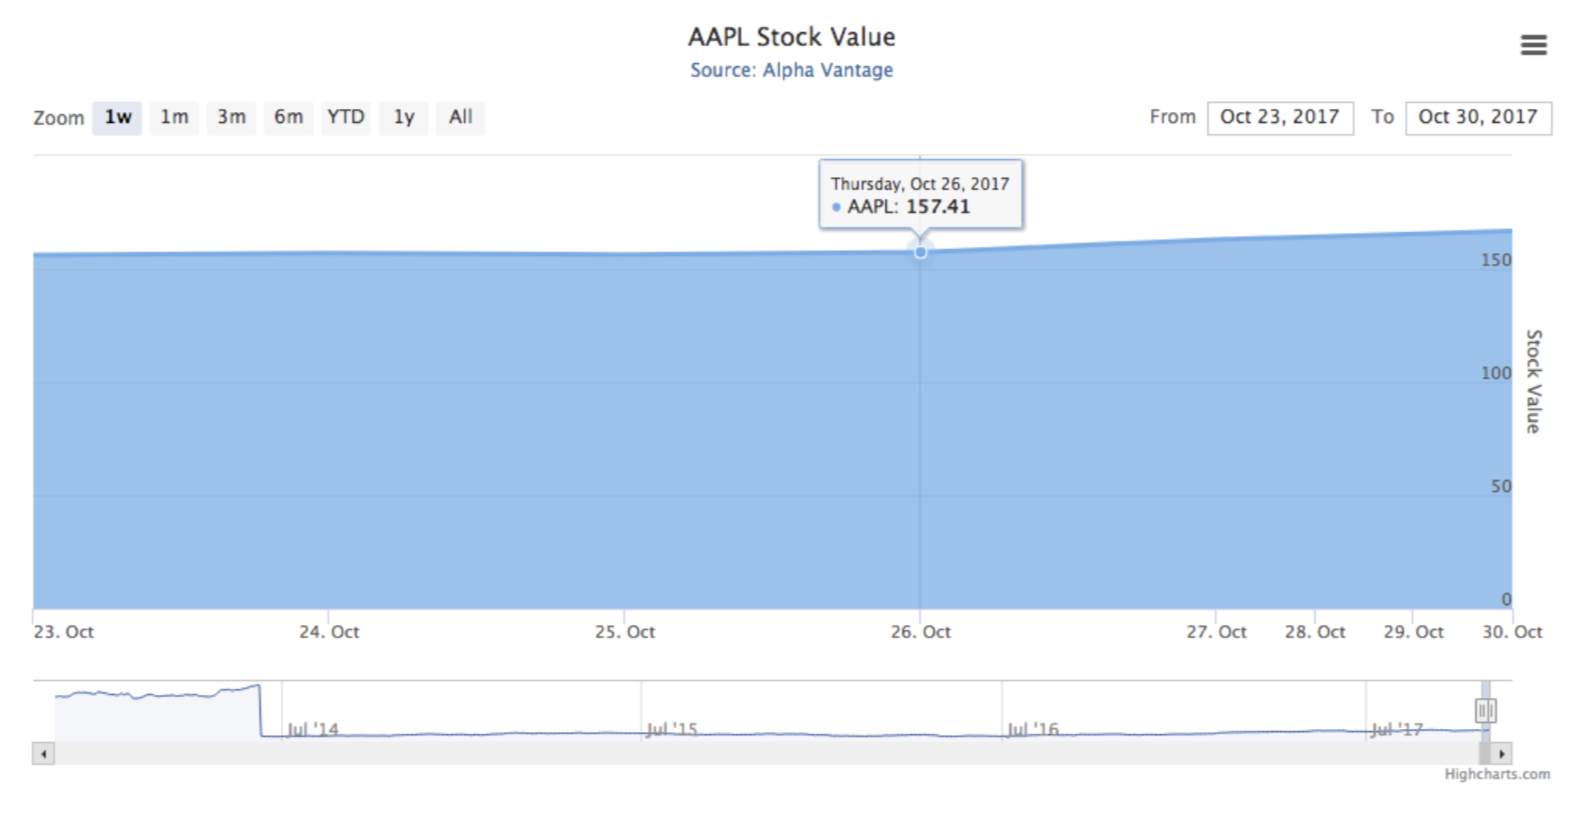 AAPL Stock Value
Source: Alpha Vantage
Zoom 1w 1m 3m 6m YTD 1y All From Oct 23, 2017 To Oct 30, 2017
Thursday, Oct 26, 2017
● AAPL: 157.41
150
100
50
0
Stock Value
23. Oct 24. Oct 25. Oct 26. Oct 27. Oct 28. Oct 29. Oct 30. Oct
Jul '14 Jul '15 Jul '16 Jul '17
Highcharts.com